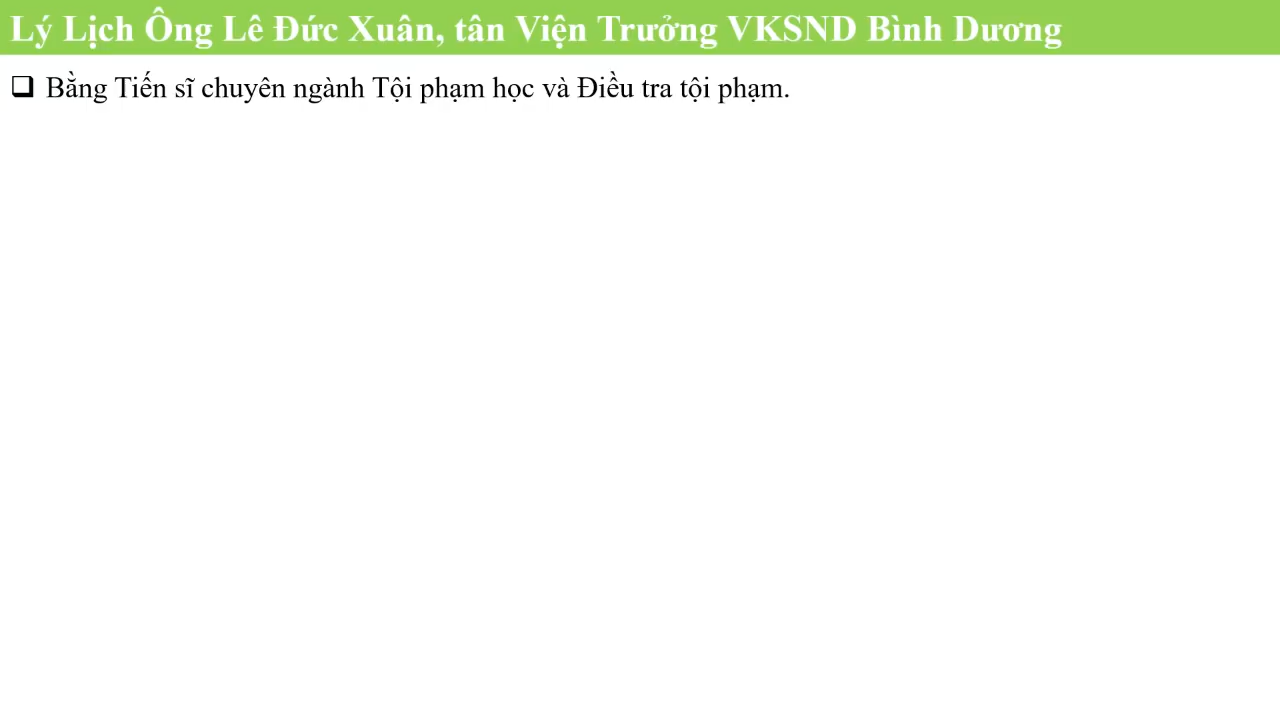 Lý Lịch Ông Lê Đức Xuân, tân Viện Trưởng VKSND Bình Dương
❑ Bằng Tiến sĩ chuyên ngành Tội phạm học và Điều tra tội phạm.